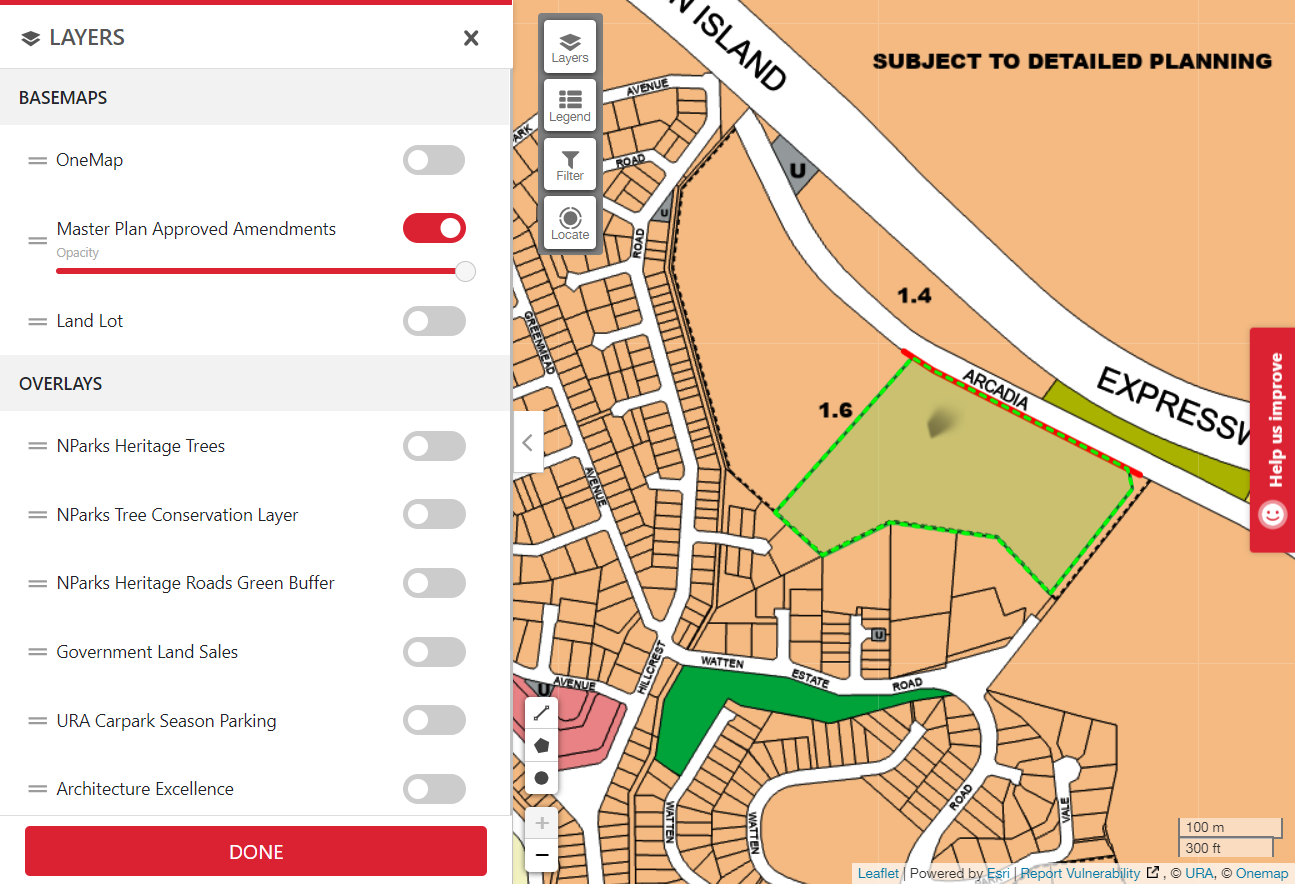 LAYERS
BASEMAPS
OneMap
Master Plan Approved Amendments
Opacity
Land Lot
OVERLAYS
NParks Heritage Trees
NParks Tree Conservation Layer
NParks Heritage Roads Green Buffer
Government Land Sales
URA Carpark Season Parking
Architecture Excellence
DONE
Layers
Legend
Filter
Locate
N ISLAND
SUBJECT TO DETAILED PLANNING
AVENUE
ARK
ROAD
U
U
ROAD
1.4
GREENMEAD
AVENUE
ARCADIA
EXPRESSW
1.6
Help us improve
U
HILLCREST
WATTEN
ESTATE
ROAD
AVENUE
U
WATTEN
WATTEN
ROAD
VALE
PARK
100 m
300 ft
Leaflet | Powered by Esri | Report Vulnerability , © URA, © Onemap